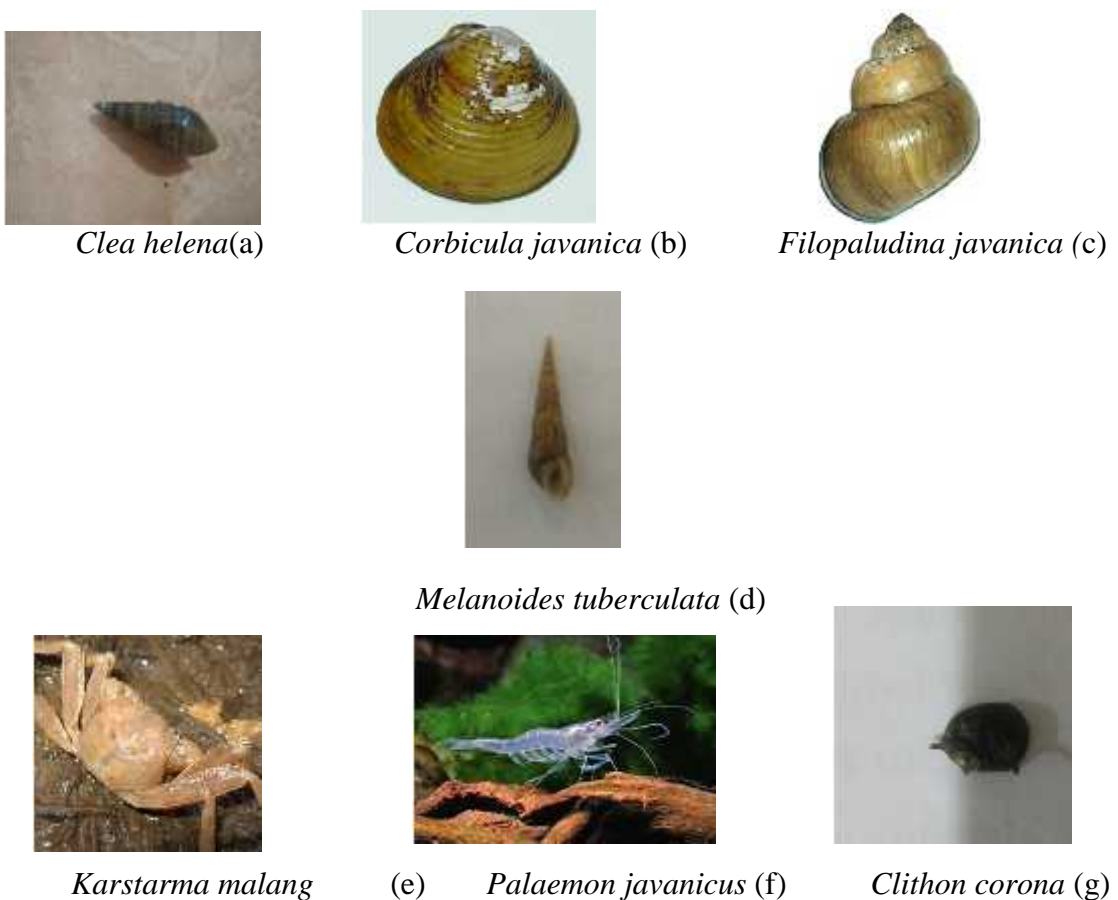 Clea helena(a) Corbicula javanica (b) Filopaludina javanica (c)
Melanoides tuberculata (d)
Karstarma malang (e) Palaemon javanicus (f) Clithon corona (g)